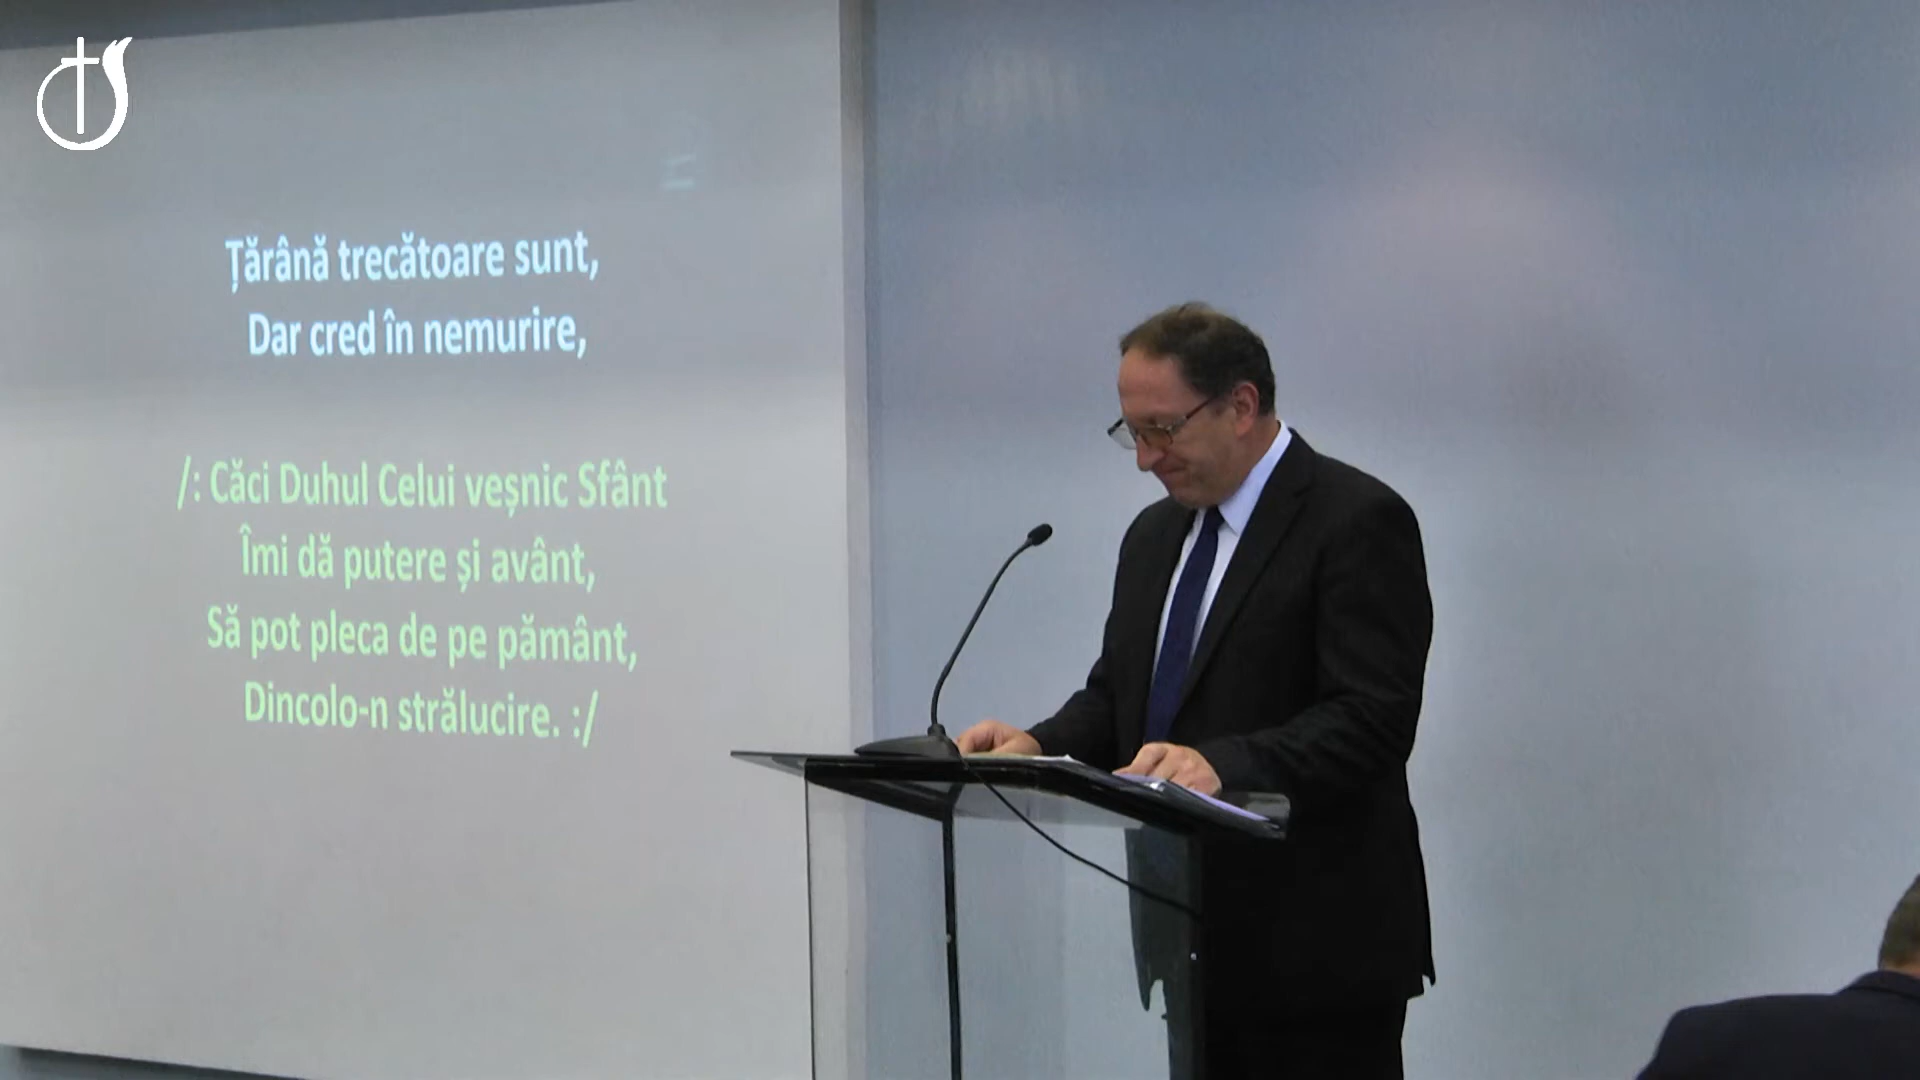 Țărână trecătoare sunt,
Dar cred în nemurire,
/: Căci Duhul Celui veșnic Sfânt
Îmi dă putere și avânt,
Să pot pleca de pe pământ,
Dincolo-n strălucire. :/